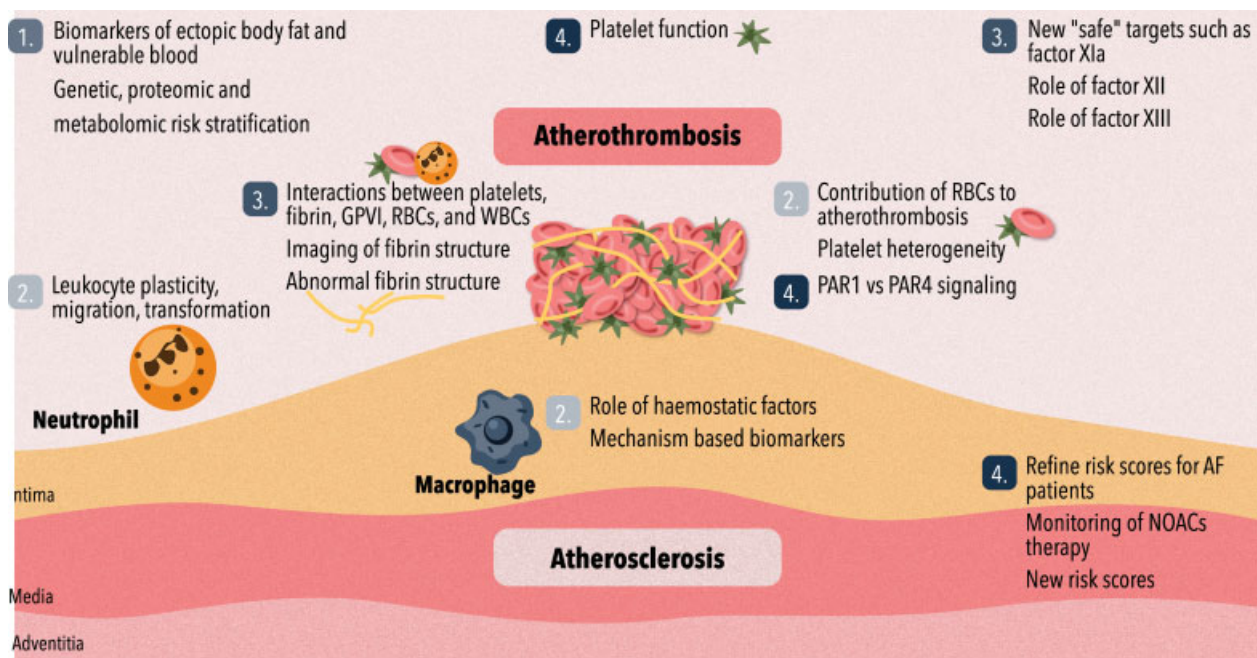 1.
Biomarkers of ectopic body fat and
vulnerable blood
Genetic, proteomic and
metabolomic risk stratification
4.
Platelet function
3.
New "safe" targets such as
factor XIa
Role of factor XII
Role of factor XIII
Atherothrombosis
3.
Interactions between platelets,
fibrin, GPVI, RBCs, and WBCs
Imaging of fibrin structure
Abnormal fibrin structure
2.
Contribution of RBCs to
atherothrombosis
Platelet heterogeneity
4.
PAR1 vs PAR4 signaling
2.
Leukocyte plasticity,
migration, transformation
Neutrophil
2.
Role of haemostatic factors
Mechanism based biomarkers
Macrophage
4.
Refine risk scores for AF
patients
Monitoring of NOACs
therapy
New risk scores
ntima
Atherosclerosis
Media
Adventitia